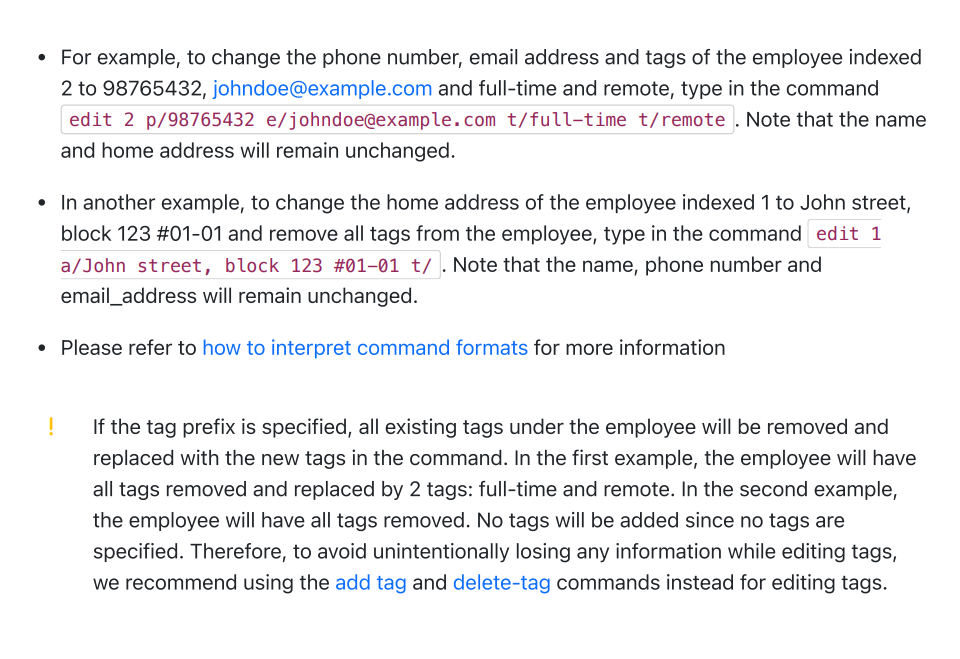 • For example, to change the phone number, email address and tags of the employee indexed
2 to 98765432, johndoe@example.com and full-time and remote, type in the command
edit 2 p/98765432 e/johndoe@example.com t/full-time t/remote . Note that the name
and home address will remain unchanged.
• In another example, to change the home address of the employee indexed 1 to John street,
block 123 #01-01 and remove all tags from the employee, type in the command edit 1
a/John street, block 123 #01-01 t/ . Note that the name, phone number and
email_address will remain unchanged.
• Please refer to how to interpret command formats for more information
! If the tag prefix is specified, all existing tags under the employee will be removed and
replaced with the new tags in the command. In the first example, the employee will have
all tags removed and replaced by 2 tags: full-time and remote. In the second example,
the employee will have all tags removed. No tags will be added since no tags are
specified. Therefore, to avoid unintentionally losing any information while editing tags,
we recommend using the add tag and delete-tag commands instead for editing tags.